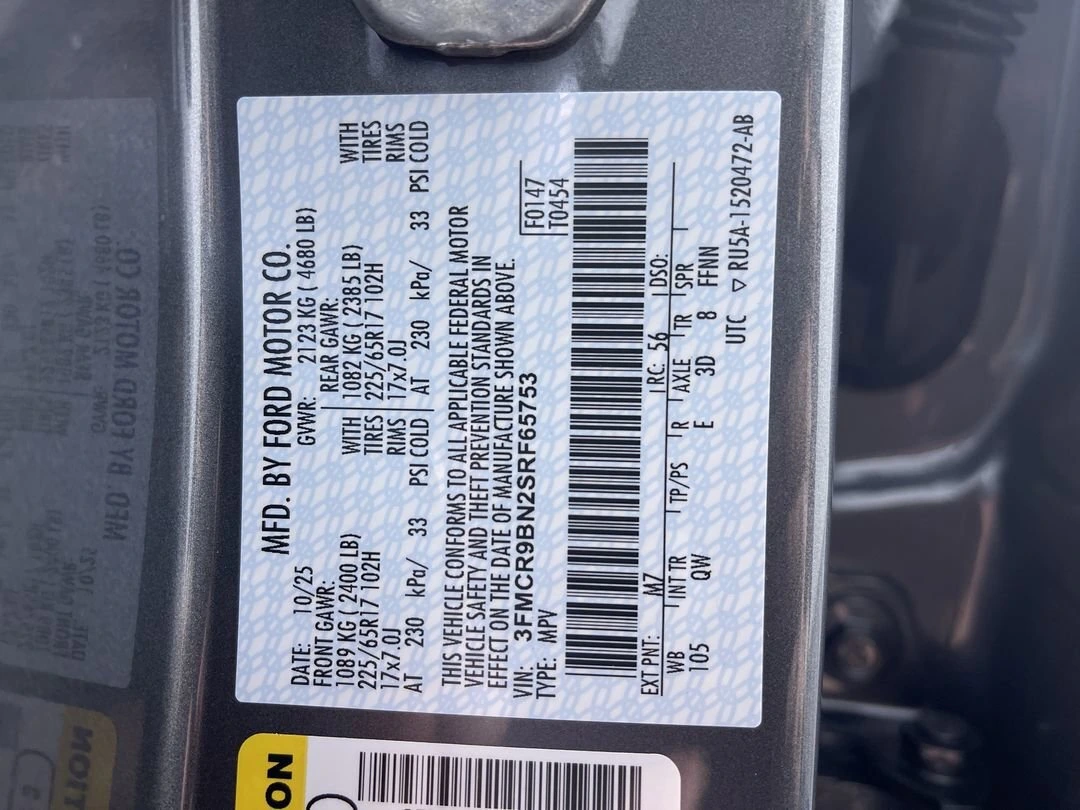 MFD. BY FORD MOTOR CO.
DATE: 10/25 GVWR: 2123 KG ( 4680 LB)
FRONT GAWR: REAR GAWR:
1089 KG ( 2400 LB) WITH 1082 KG ( 2385 LB) WITH
225/65R17 102H TIRES 225/65R17 102H TIRES
17x7.0J RIMS 17x7.0J RIMS
AT 230 kPa/ 33 PSI COLD AT 230 kPa/ 33 PSI COLD
THIS VEHICLE CONFORMS TO ALL APPLICABLE FEDERAL MOTOR
VEHICLE SAFETY AND THEFT PREVENTION STANDARDS IN
EFFECT ON THE DATE OF MANUFACTURE SHOWN ABOVE.
VIN: 3FMCR9BN2SRF65753 F0147
TYPE: MPV T0454
EXT PNT: M7 RC: 56 DSO:
WB INT TR TP/PS R AXLE TR SPR
105 QW E 3D 8 FFNN
UTC ▽ RU5A-1520472-AB